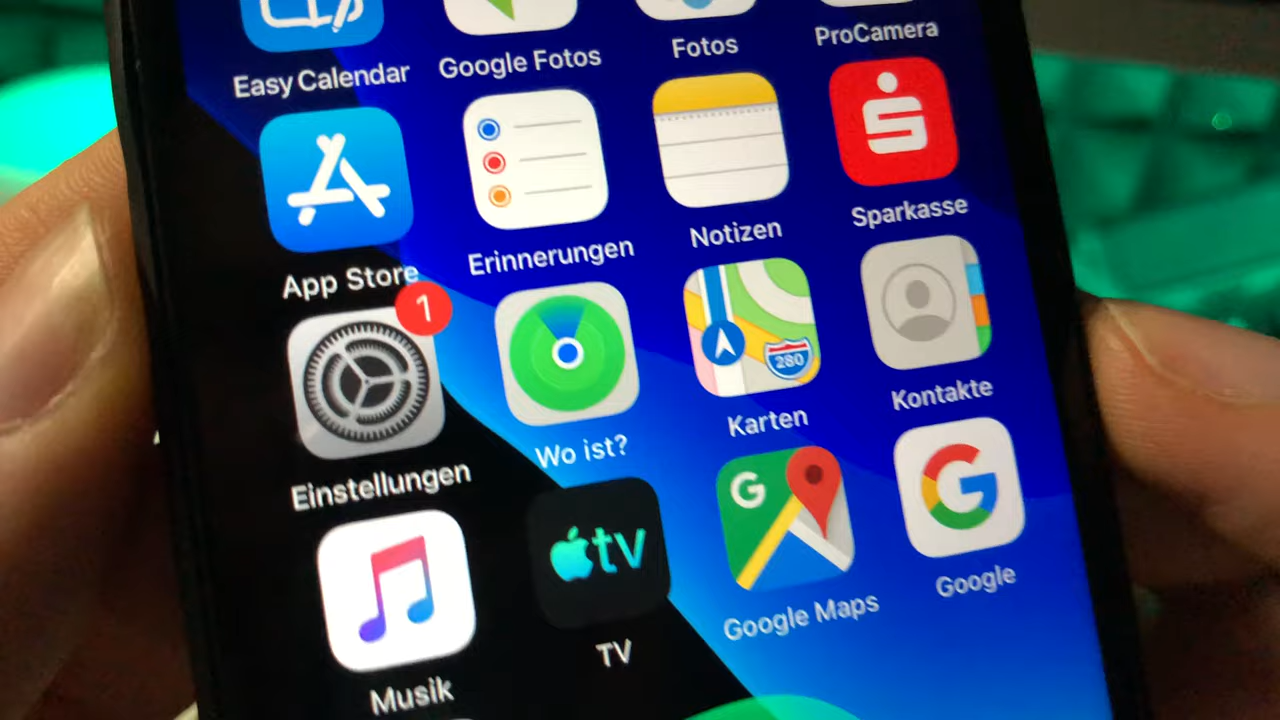 Easy Calendar
Google Fotos
Fotos
ProCamera
App Store
Erinnerungen
Notizen
Sparkasse
1
Einstellungen
Wo ist?
280
Karten
Kontakte
Musik
tv
TV
G
Google Maps
G
Google